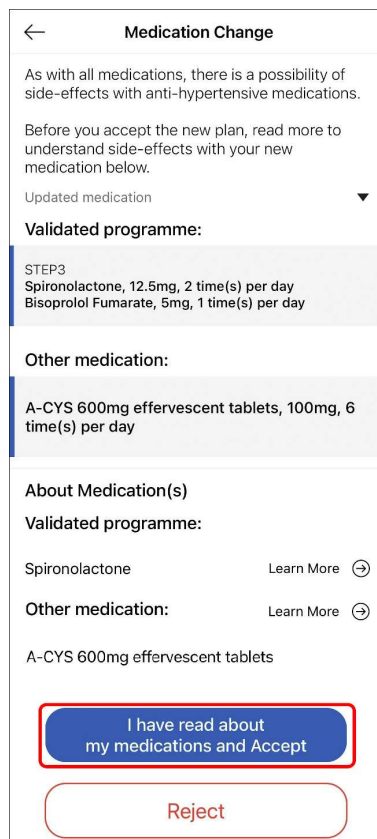 Medication Change
As with all medications, there is a possibility of
side-effects with anti-hypertensive medications.
Before you accept the new plan, read more to
understand side-effects with your new
medication below.
Updated medication
Validated programme:
STEP3
Spironolactone, 12.5mg, 2 time(s) per day
Bisoprolol Fumarate, 5mg, 1 time(s) per day
Other medication:
A-CYS 600mg effervescent tablets, 100mg, 6
time(s) per day
About Medication(s)
Validated programme:
Spironolactone Learn More
Other medication: Learn More
A-CYS 600mg effervescent tablets
I have read about
my medications and Accept
Reject